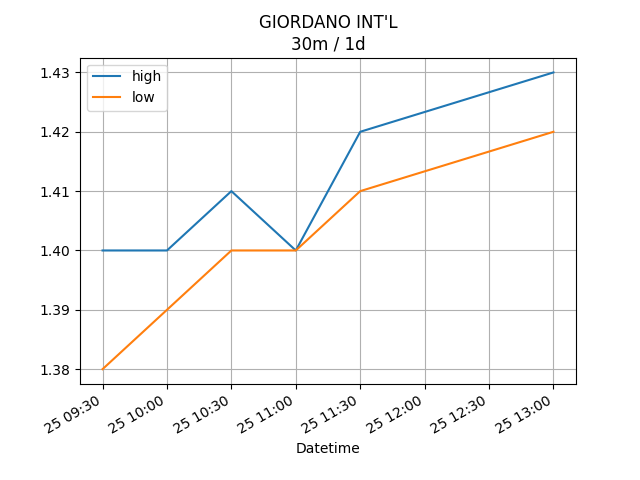 GIORDANO INT'L
30m / 1d
high
low
1.43
1.42
1.41
1.40
1.39
1.38
25 09:30
25 10:00
25 10:30
25 11:00
25 11:30
25 12:00
25 12:30
25 13:00
Datetime